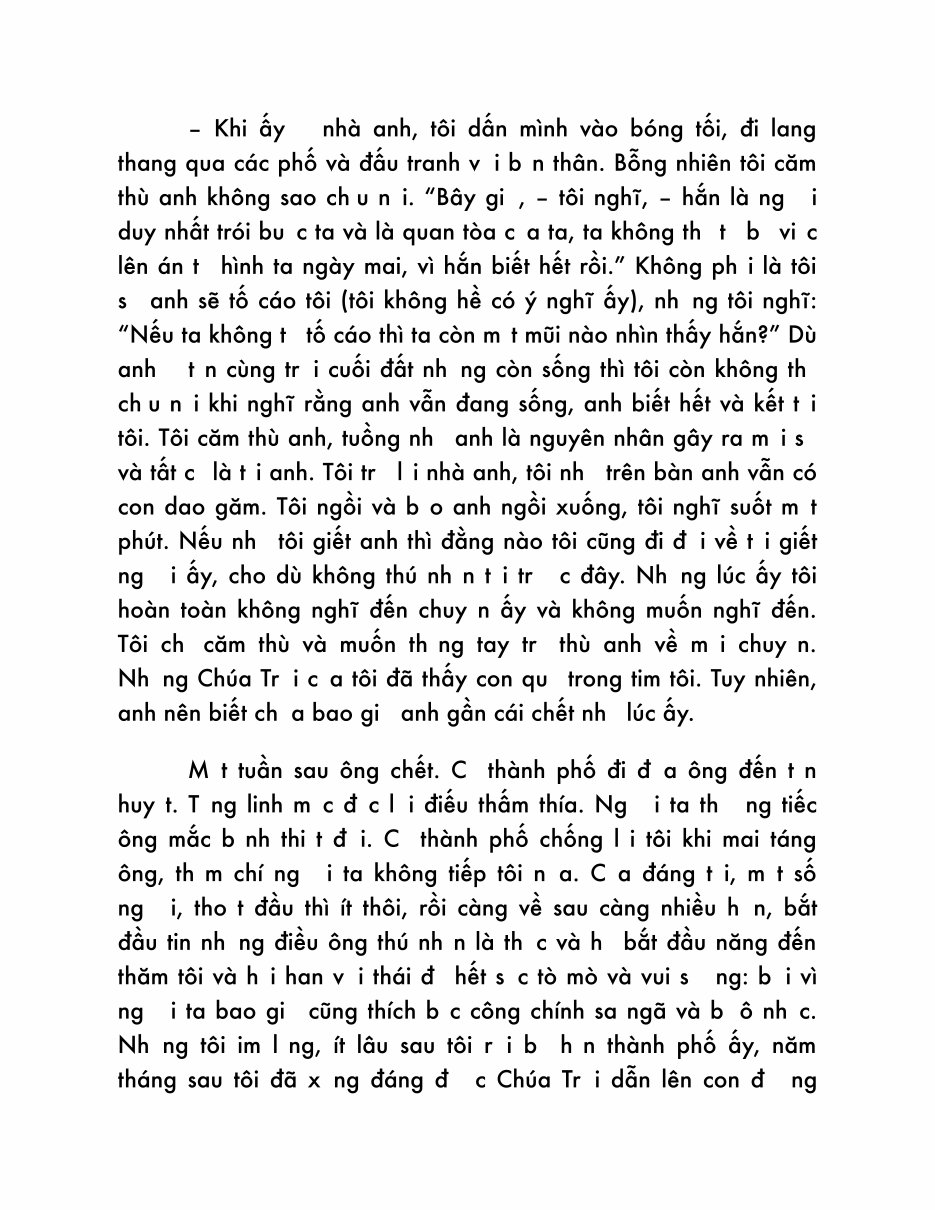 – Khi ấy   nhà anh, tôi dấn mình vào bóng tối, đi lang
thang qua các phố và đấu tranh v i b n thân. Bỗng nhiên tôi căm
thù anh không sao ch u n i. “Bây gi , – tôi nghĩ, – hắn là ng  i
duy nhất trói bu c ta và là quan tòa c a ta, ta không th  t  b  vi c
lên án t  hình ta ngày mai, vì hắn biết hết rồi.” Không ph i là tôi
s  anh sẽ tố cáo tôi (tôi không hề có ý nghĩ ấy), nh ng tôi nghĩ:
“Nếu ta không t  tố cáo thì ta còn m t mũi nào nhìn thấy hắn?” Dù
anh   t n cùng tr i cuối đất nh ng còn sống thì tôi còn không th
ch u n i khi nghĩ rằng anh vẫn đang sống, anh biết hết và kết t i
tôi. Tôi căm thù anh, tuồng nh  anh là nguyên nhân gây ra m i s
và tất c  là t i anh. Tôi tr  l i nhà anh, tôi nh  trên bàn anh vẫn có
con dao găm. Tôi ngồi và b o anh ngồi xuống, tôi nghĩ suốt m t
phút. Nếu nh  tôi giết anh thì đằng nào tôi cũng đi đ i về t i giết
ng  i ấy, cho dù không thú nh n t i tr  c đây. Nh ng lúc ấy tôi
hoàn toàn không nghĩ đến chuy n ấy và không muốn nghĩ đến.
Tôi ch  căm thù và muốn th ng tay tr  thù anh về m i chuy n.
Nh ng Chúa Tr i c a tôi đã thấy con qu  trong tim tôi. Tuy nhiên,
anh nên biết ch a bao gi  anh gần cái chết nh  lúc ấy.
M t tuần sau ông chết. C  thành phố đi đ a ông đến t n
huy t. T ng linh m c đ c l i điếu thấm thía. Ng  i ta th  ng tiếc
ông mắc b nh thi t đ i. C  thành phố chống l i tôi khi mai táng
ông, th m chí ng  i ta không tiếp tôi n a. C a đáng t i, m t số
ng  i, tho t đầu thì ít thôi, rồi càng về sau càng nhiều h n, bắt
đầu tin nh ng điều ông thú nh n là th c và h  bắt đầu năng đến
thăm tôi và h i han v i thái đ  hết s c tò mò và vui s  ng: b i vì
ng  i ta bao gi  cũng thích b c công chính sa ngã và b  ô nh c.
Nh ng tôi im l ng, ít lâu sau tôi r i b  h n thành phố ấy, năm
tháng sau tôi đã x ng đáng đ  c Chúa Tr i dẫn lên con đ  ng